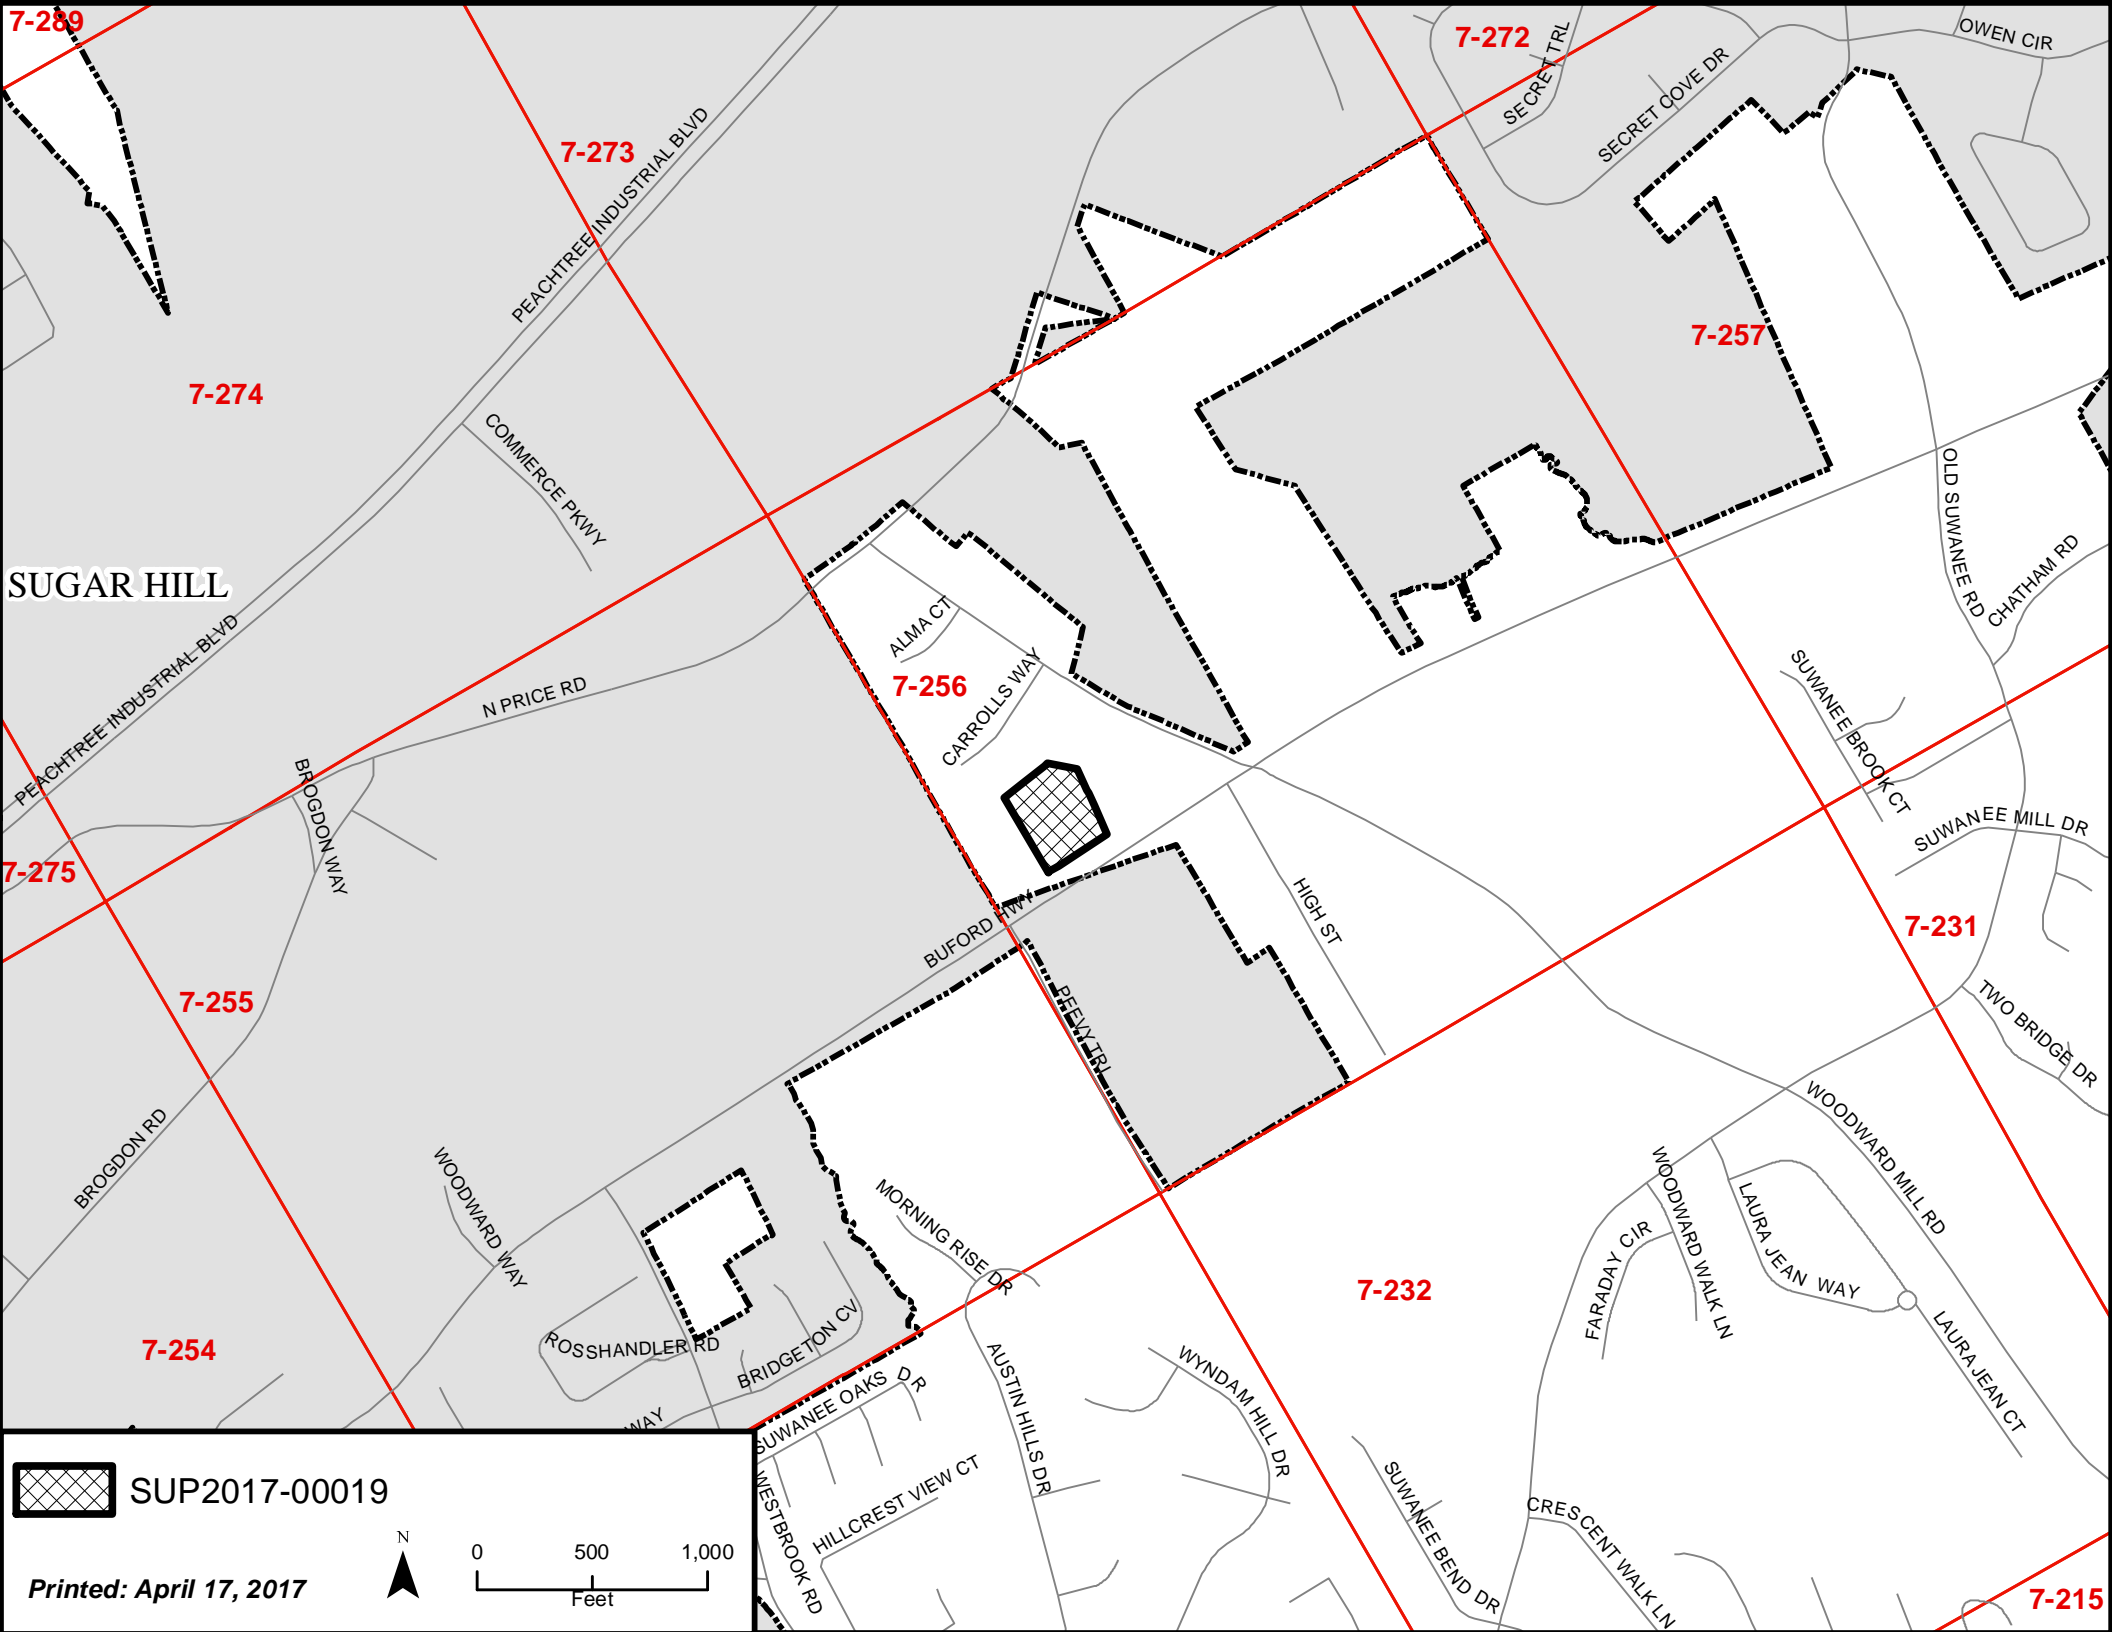 7-289
7-272
OWEN CIR
SECRET TRL
SECRET COVE DR
7-273
PEACHTREE INDUSTRIAL BLVD
7-257
7-274
COMMERCE PKWY
OLD SUWANEE RD
CHATHAM RD
SUGAR HILL
PEACHTREE INDUSTRIAL BLVD
N PRICE RD
ALMA CT
7-256
CARROLLS WAY
SUWANEE BROOK CT
SUWANEE MILL DR
BROGDON WAY
7-275
BUFORD HWY
HIGH ST
7-231
7-255
PEEVY TRL
TWO BRIDGE DR
BROGDON RD
WOODWARD WAY
MORNING RISE DR
WOODWARD MILL RD
WOODWARD WALK LN
LAURA JEAN WAY
FARADAY CIR
7-232
7-254
ROSSHANDLER RD
BRIDGETON CV
LAURA JEAN CT
SUWANEE OAKS DR
AUSTIN HILLS DR
WYNDAM HILL DR
WAY
WESTBROOK RD
HILLCREST VIEW CT
SUWANEE BEND DR
CRESCENT WALK LN
7-215
SUP2017-00019
N
0 500 1,000
Feet
Printed: April 17, 2017